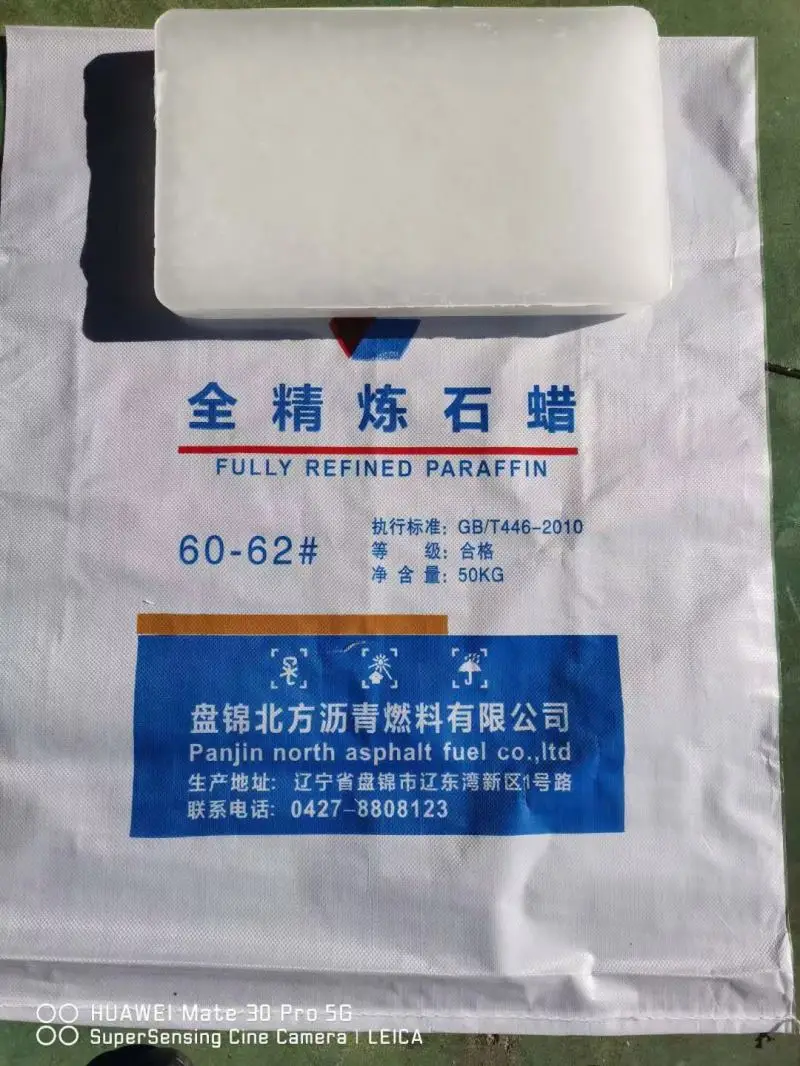 全精炼石蜡
FULLY REFINED PARAFFIN
60-62#
执行标准：GB/T446-2010
等 级：合格
净 含 量：50KG
盘锦北方沥青燃料有限公司
Panjin north asphalt fuel co.,ltd
生产地址： 辽宁省盘锦市辽东湾新区1号路
联系电话： 0427-8808123
HUAWEI Mate 30 Pro 5G
SuperSensing Cine Camera | LEICA